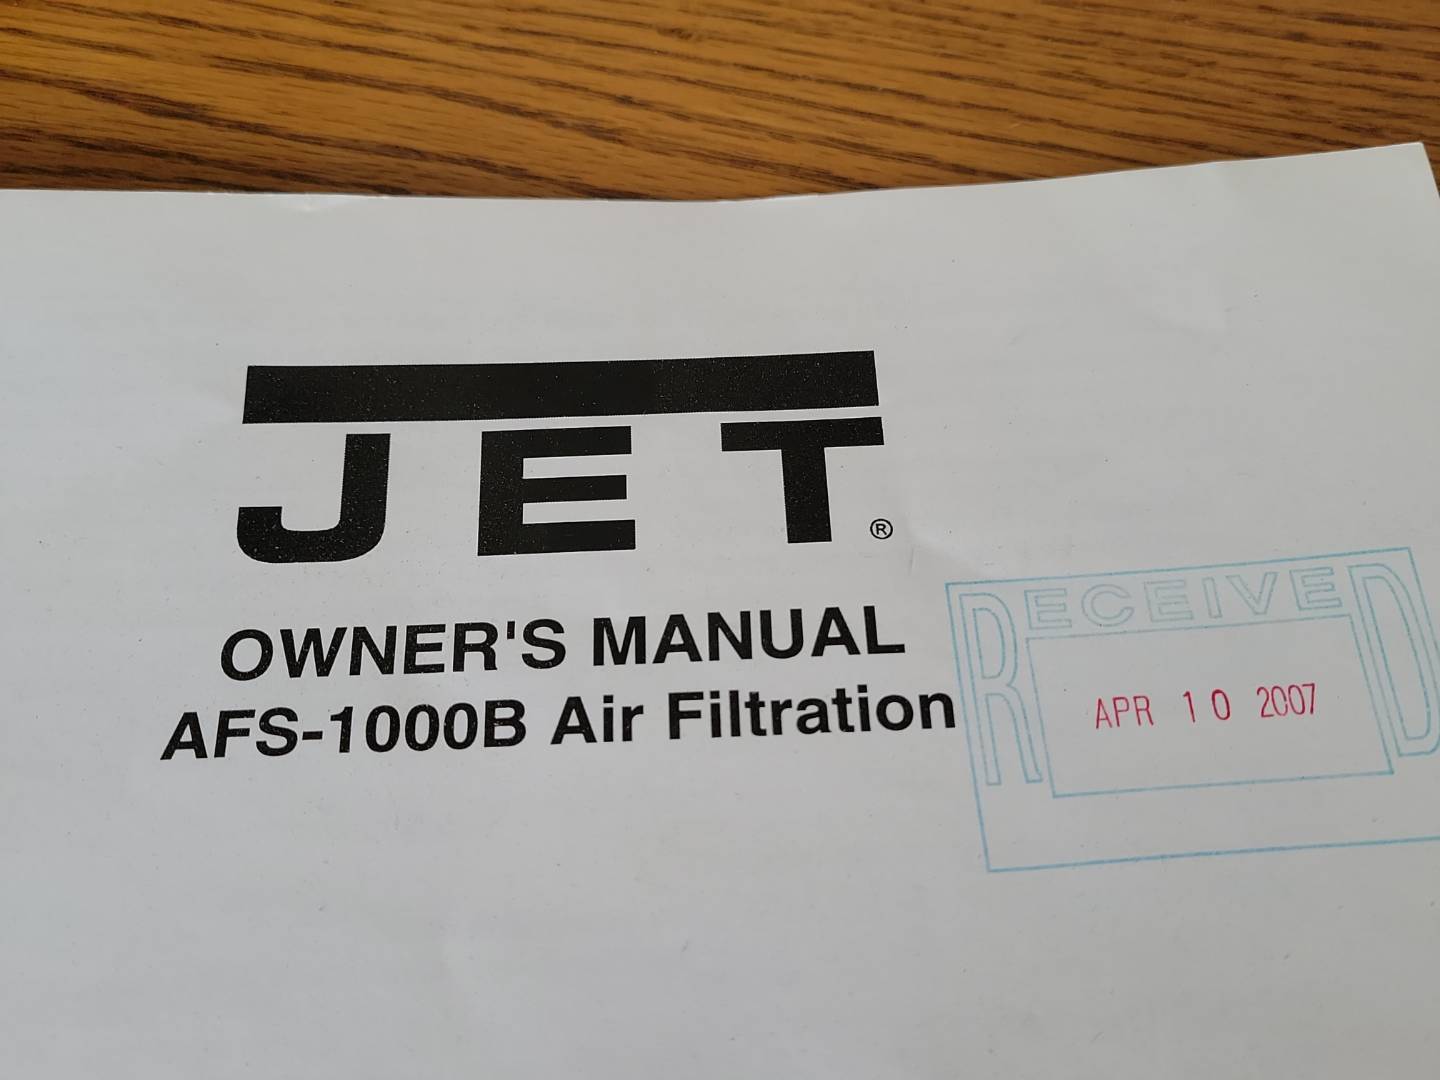 JET®
OWNER'S MANUAL
AFS-1000B Air Filtration
RECEIVED
APR 10 2007